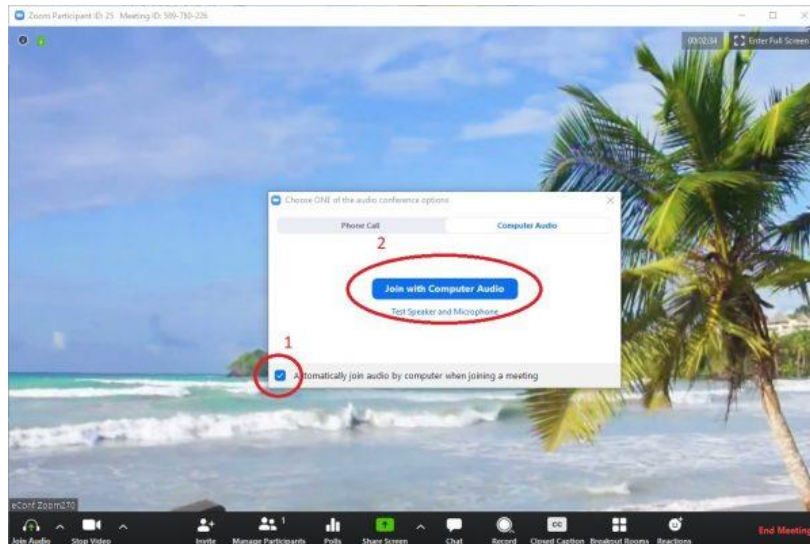 Zoom Participant ID: 25 Meeting ID: 589-730-226
00:02:34 Enter Full Screen
Choose ONE of the audio conference options
Phone Call Computer Audio
2
Join with Computer Audio
Test Speaker and Microphone
1
Automatically join audio by computer when joining a meeting
eConf Zoom270
Join Audio Stop Video Invite Manage Participants 1 Polls Share Screen Chat Record CC Closed Caption Breakout Rooms Reactions End Meeting